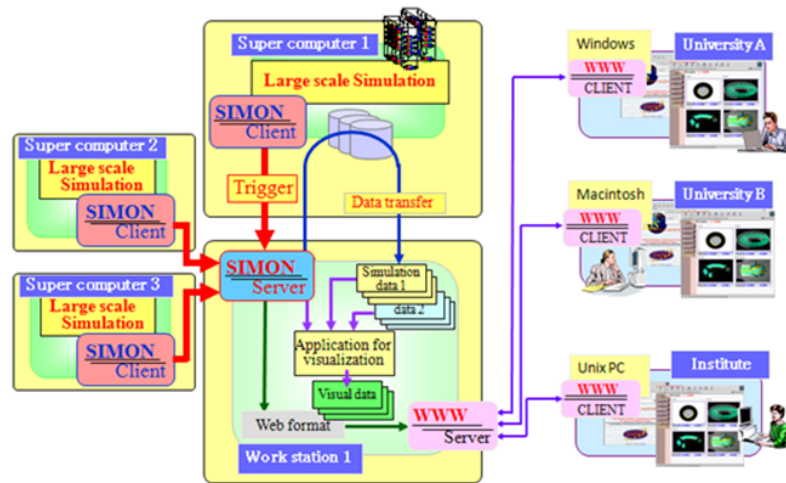 Super computer 1
Large scale Simulation
SIMON
Client
Trigger
Data transfer
Super computer 2
Large scale
Simulation
SIMON
Client
Super computer 3
Large scale
Simulation
SIMON
Client
SIMON
Server
Simulation
data 1
data 2
Application for
visualization
Visual data
Web format
WWW
Server
Work station 1
Windows
University A
WWW
CLIENT
Macintosh
University B
WWW
CLIENT
Unix PC
Institute
WWW
CLIENT